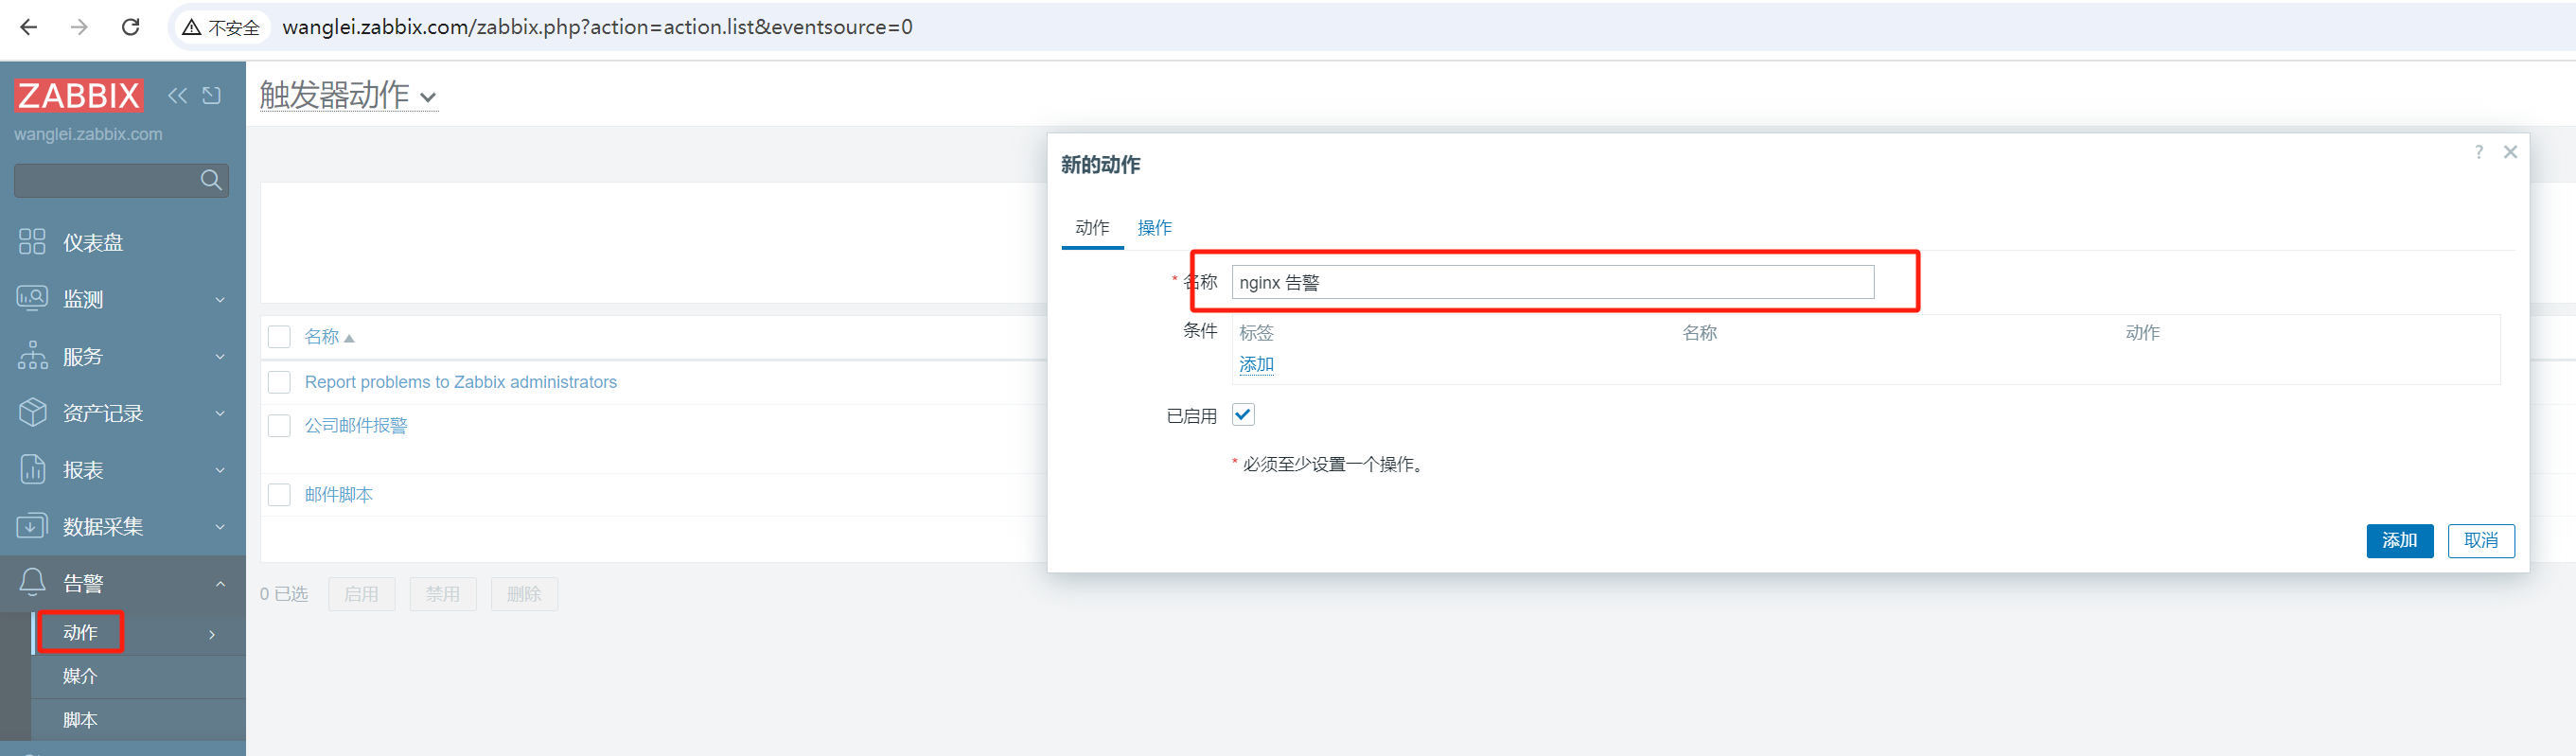 不安全 wanglei.zabbix.com/zabbix.php?action=action.list&eventsource=0
ZABBIX
wanglei.zabbix.com
仪表盘
监测
服务
资产记录
报表
数据采集
告警
动作
媒介
脚本
触发器动作
名称
Report problems to Zabbix administrators
公司邮件报警
邮件脚本
0 已选 启用 禁用 删除
新的动作
?
动作 操作
* 名称 nginx 告警
条件 标签 名称 动作
添加
已启用
* 必须至少设置一个操作。
添加 取消